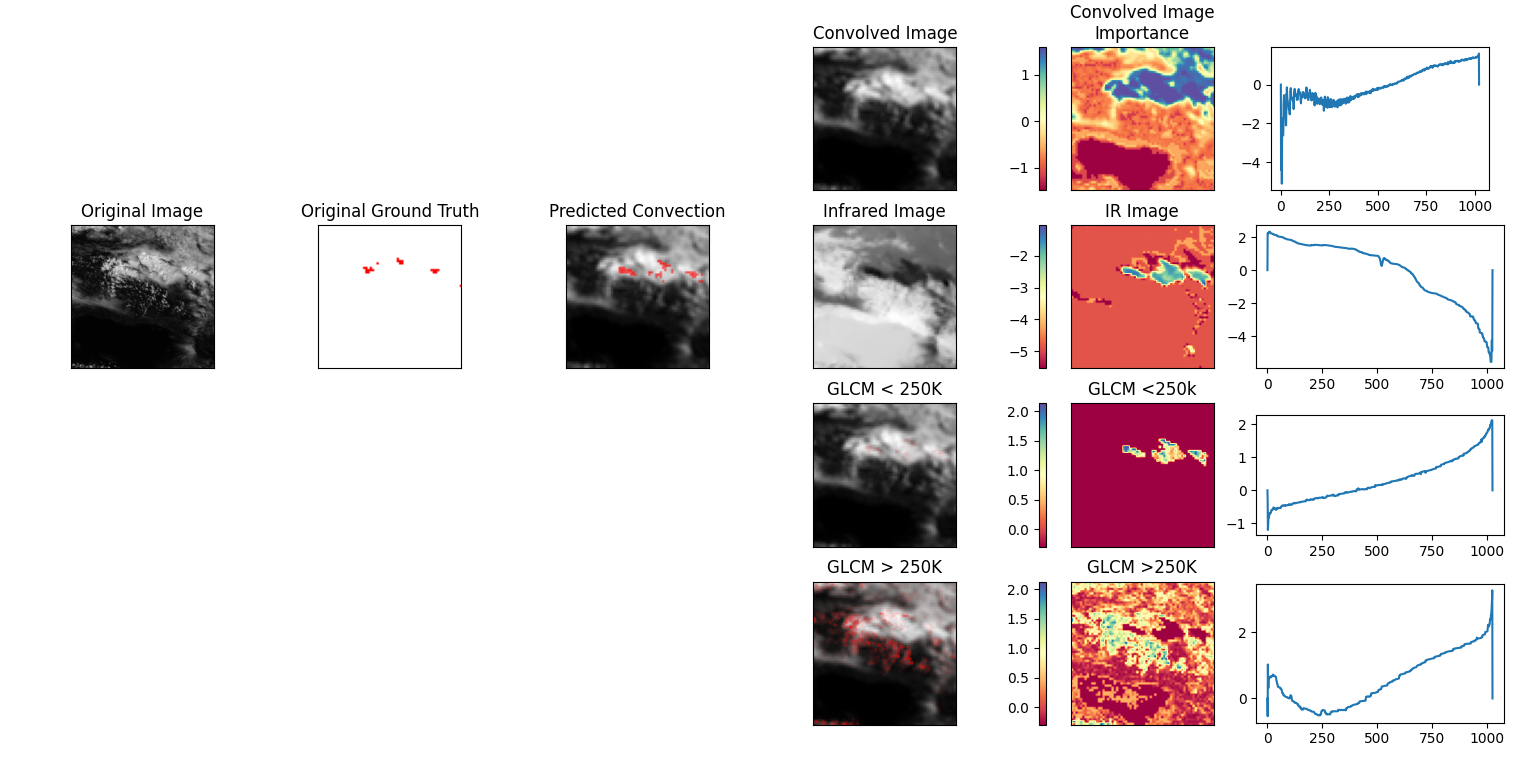 Convolved Image
Convolved Image
Importance
1
0
−1
0
−2
−4
0 250 500 750 1000
Original Image
Original Ground Truth
Predicted Convection
Infrared Image
IR Image
−2
−3
−4
−5
2
0
−2
−4
0 250 500 750 1000
GLCM < 250K
GLCM <250k
2.0
1.5
1.0
0.5
0.0
2
1
0
−1
0 250 500 750 1000
GLCM > 250K
GLCM >250K
2.0
1.5
1.0
0.5
0.0
2
0
0 250 500 750 1000